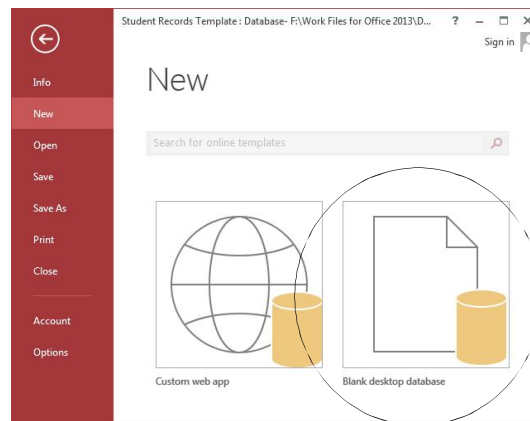 Student Records Template : Database- F:\Work Files for Office 2013\D...
?
Sign in
Info
New
Open
Save
Save As
Print
Close
Account
Options
New
Search for online templates
Custom web app
Blank desktop database